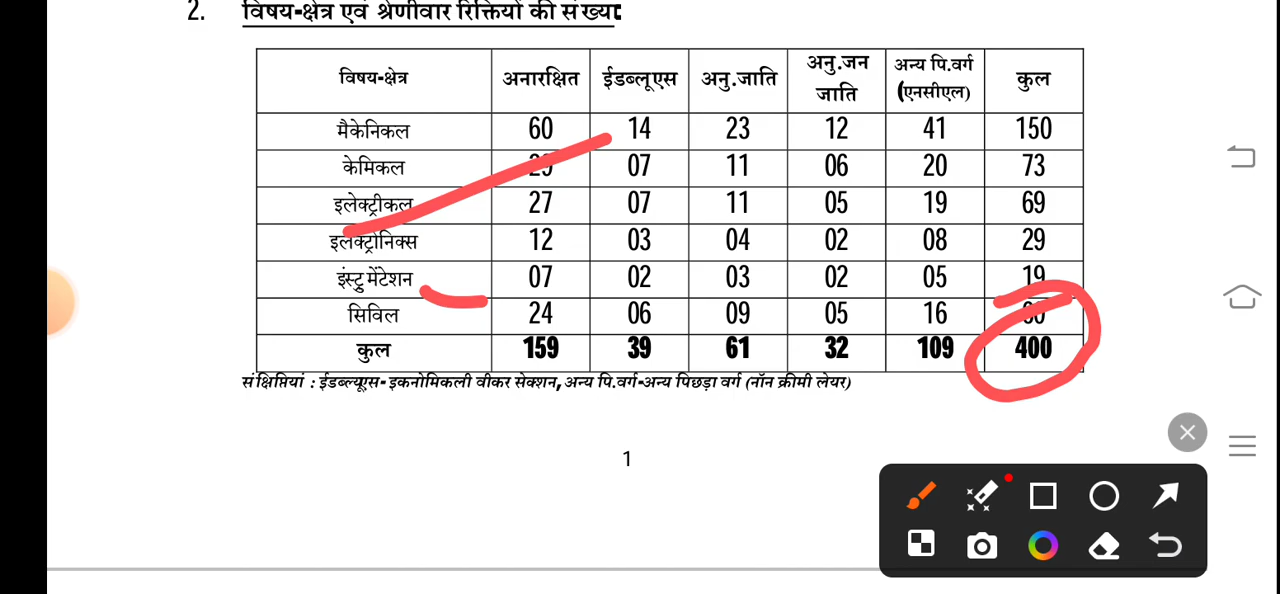 2. विषय-क्षेत्र एवं श्रेणीवार रिक्तियों की संख्या:
विषय-क्षेत्र अनारक्षित ईडब्लूएस अनु.जाति अनु.जन जाति अन्य पि.वर्ग (एनसीएल) कुल
मैकेनिकल 60 14 23 12 41 150
केमिकल 07 11 06 20 73
इलेक्ट्रीकल 27 07 11 05 19 69
इलेक्ट्रोनिक्स 12 03 04 02 08 29
इंस्ट्रुमेंटेशन 07 02 03 02 05 19
सिविल 24 06 09 05 16
कुल 159 39 61 32 109 400
संक्षिप्तियां : ईडब्ल्यूएस- इकनोमिकली वीकर सेक्शन, अन्य पि.वर्ग-अन्य पिछड़ा वर्ग (नॉन क्रीमी लेयर)
1